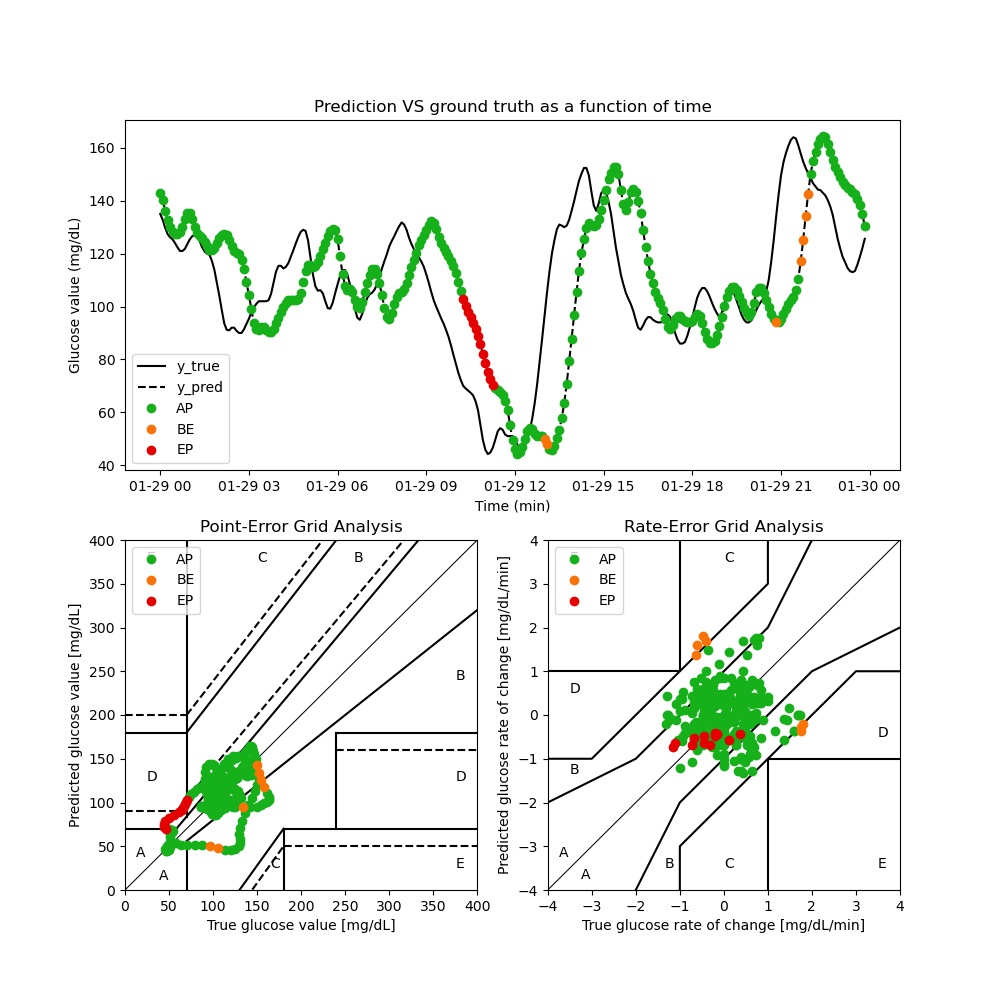 Prediction VS ground truth as a function of time
Glucose value (mg/dL)
160
140
120
100
80
60
40
y_true
y_pred
AP
BE
EP
01-29 00 01-29 03 01-29 06 01-29 09 01-29 12 01-29 15 01-29 18 01-29 21 01-30 00
Time (min)
Point-Error Grid Analysis
Predicted glucose value [mg/dL]
400
350
300
250
200
150
100
50
0
AP
BE
EP
C
B
B
D
D
A
A
C
E
0 50 100 150 200 250 300 350 400
True glucose value [mg/dL]
Rate-Error Grid Analysis
Predicted glucose rate of change [mg/dL/min]
4
3
2
1
0
−1
−2
−3
−4
AP
BE
EP
C
D
D
B
A
A
B
C
E
−4 −3 −2 −1 0 1 2 3 4
True glucose rate of change [mg/dL/min]